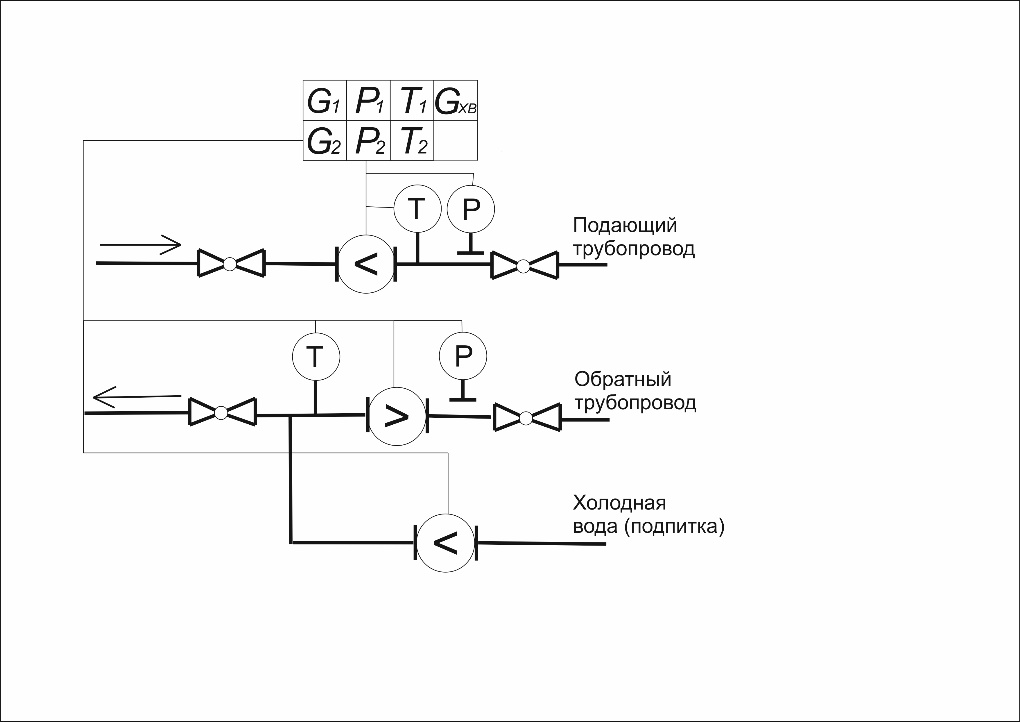 G1 P1 T1 GХВ
G2 P2 T2
T P
Подающий
трубопровод
<
T P
Обратный
трубопровод
>
Холодная
вода (подпитка)
<